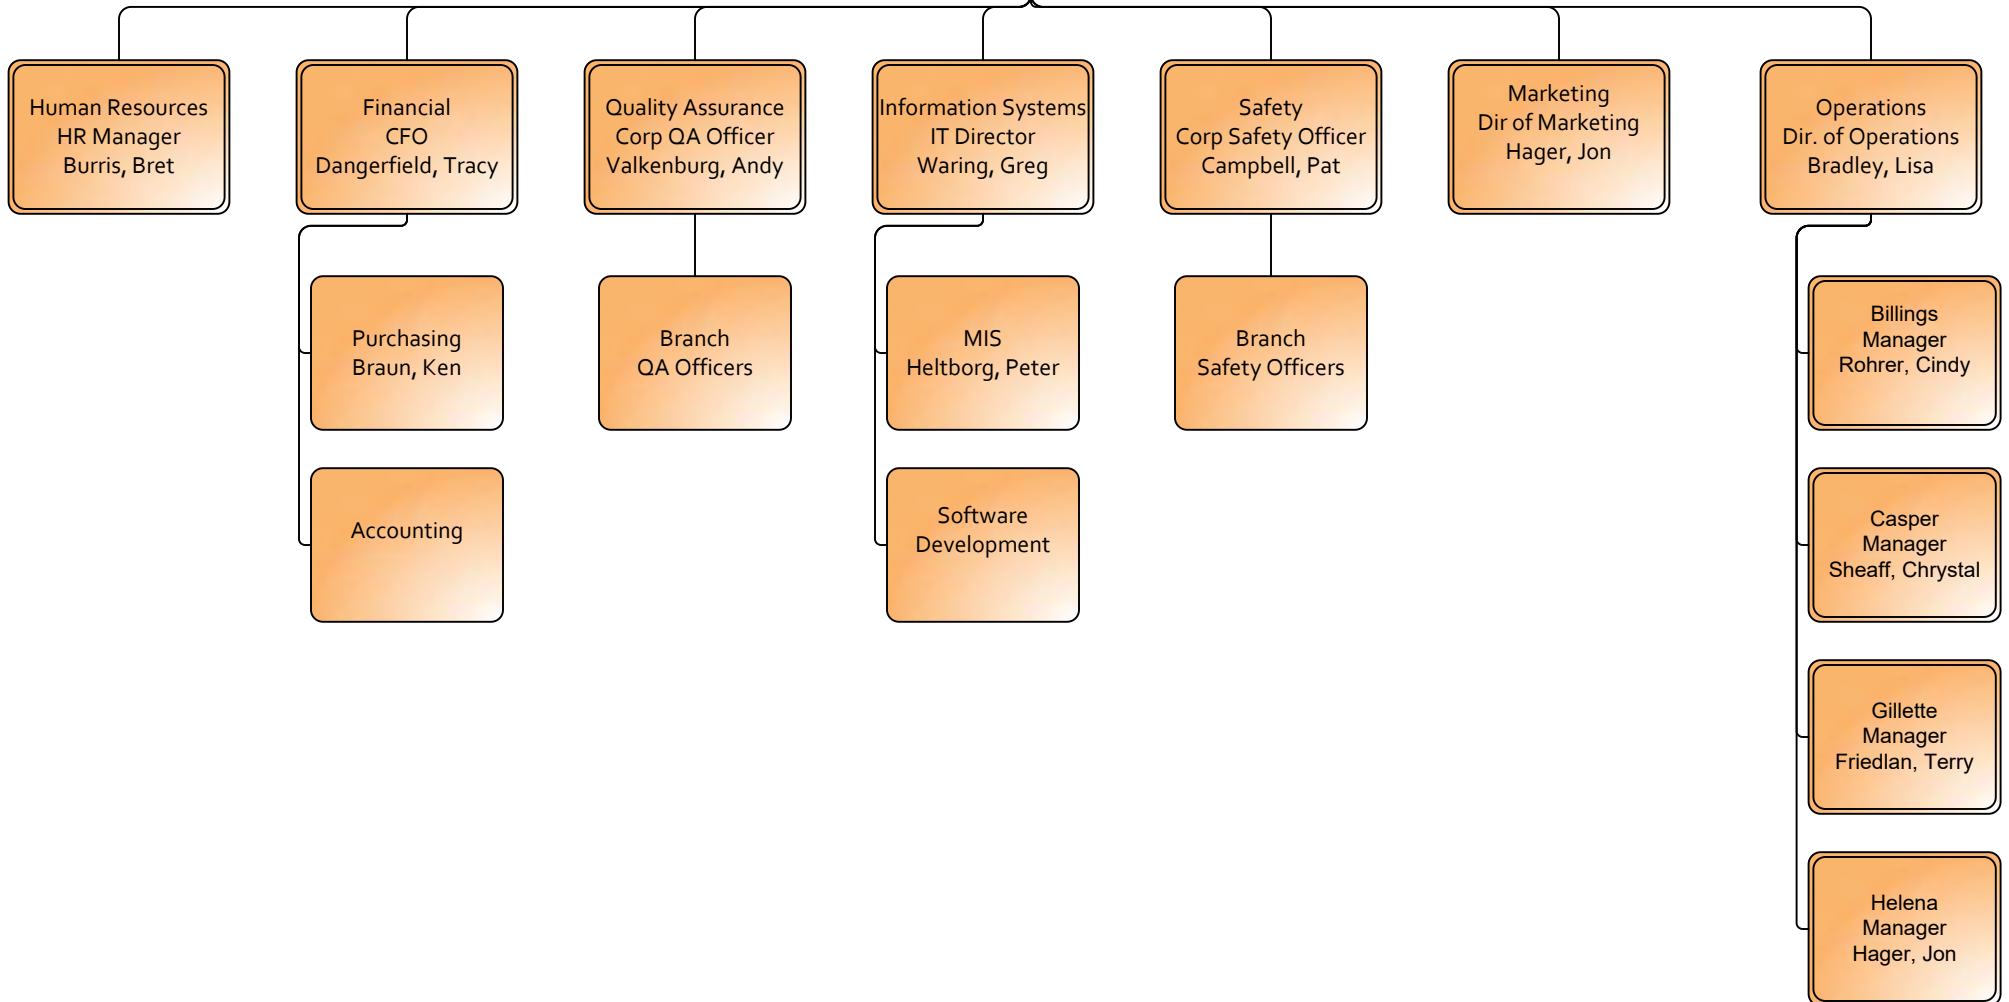 Human Resources
HR Manager
Burris, Bret
Financial
CFO
Dangerfield, Tracy
Quality Assurance
Corp QA Officer
Valkenburg, Andy
Information Systems
IT Director
Waring, Greg
Safety
Corp Safety Officer
Campbell, Pat
Marketing
Dir of Marketing
Hager, Jon
Operations
Dir. of Operations
Bradley, Lisa
Purchasing
Braun, Ken
Branch
QA Officers
MIS
Heltborg, Peter
Branch
Safety Officers
Billings
Manager
Rohrer, Cindy
Accounting
Software
Development
Casper
Manager
Sheaff, Chrystal
Gillette
Manager
Friedlan, Terry
Helena
Manager
Hager, Jon